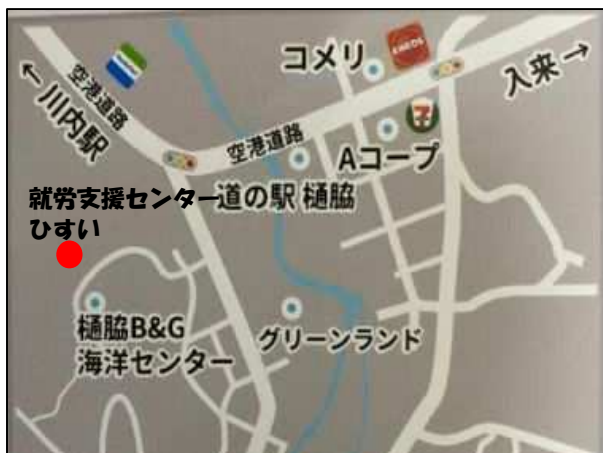 コメリ
ENEOS
入来→
←川内駅
空港道路
空港道路
7
Aコープ
道の駅 樋脇
就労支援センター
ひすい
樋脇B&G
海洋センター
グリーンランド